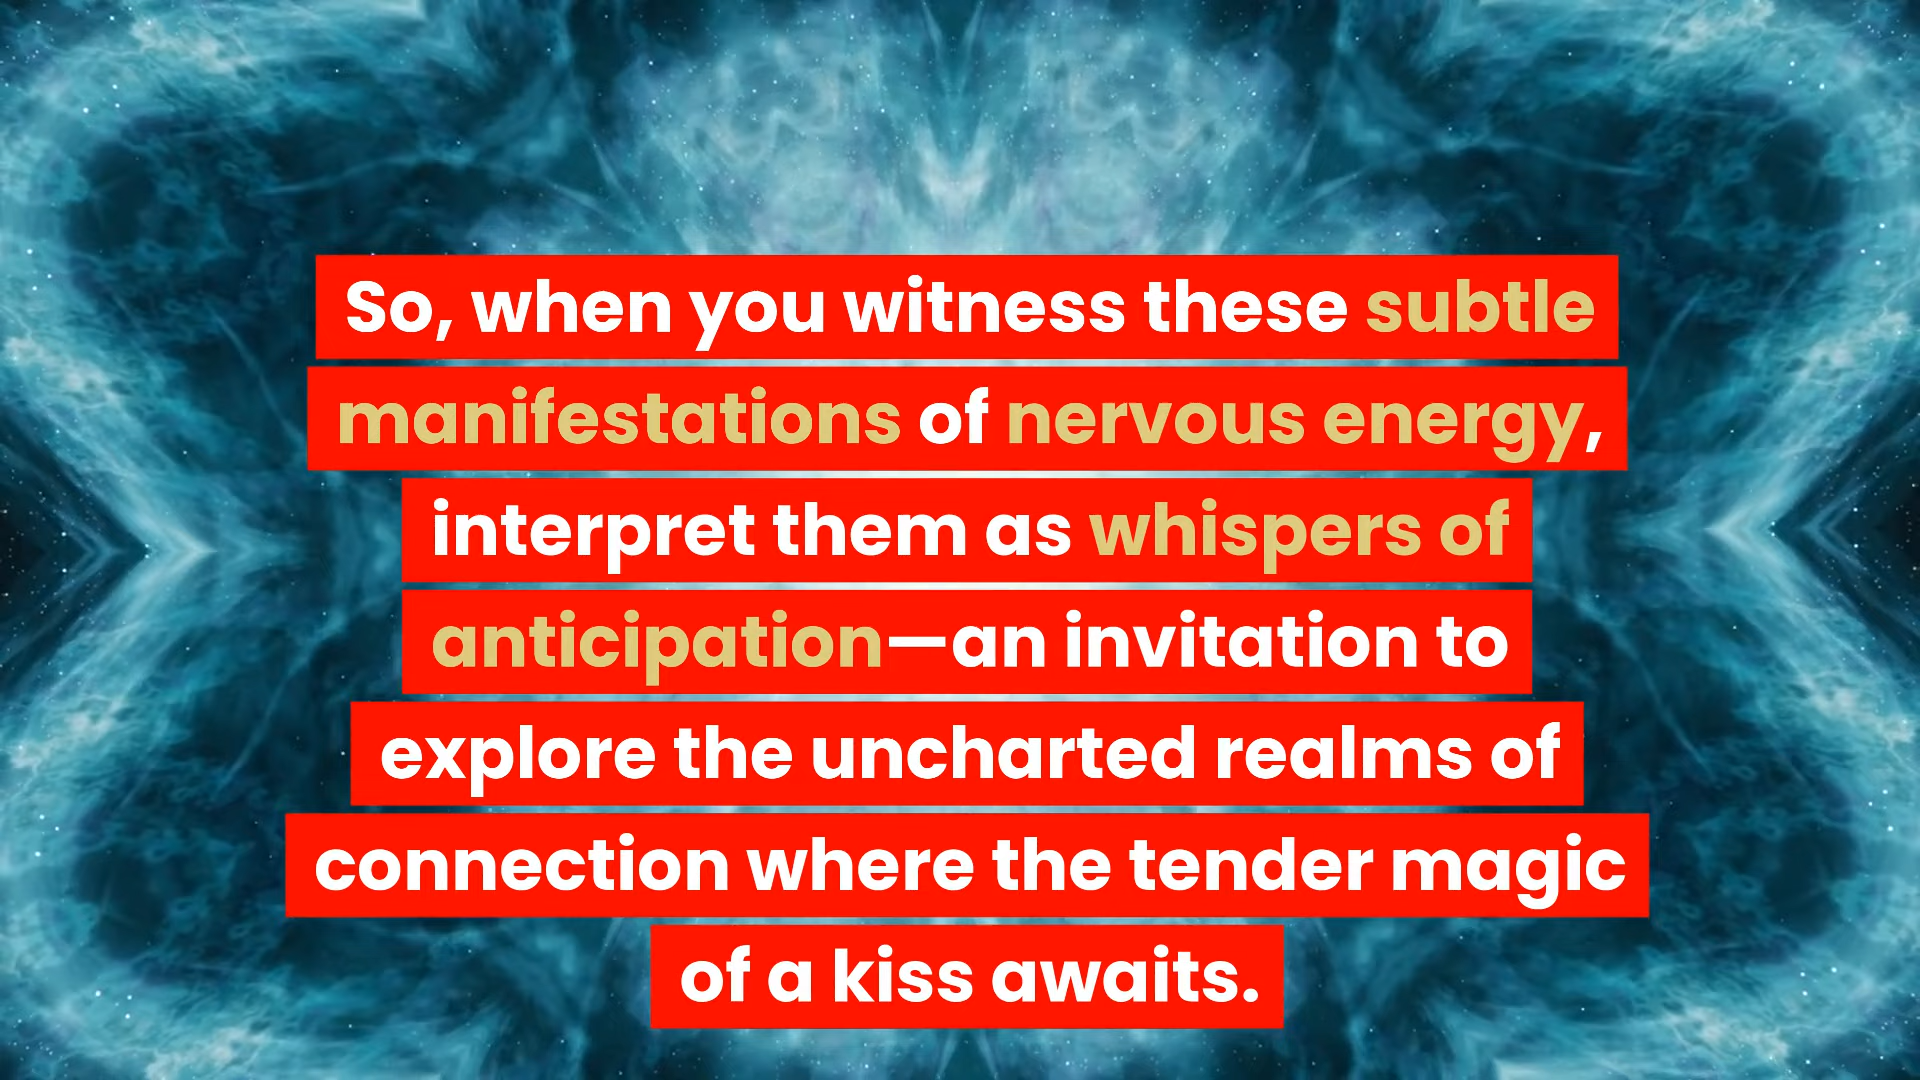 So, when you witness these subtle
manifestations of nervous energy,
interpret them as whispers of
anticipation—an invitation to
explore the uncharted realms of
connection where the tender magic
of a kiss awaits.